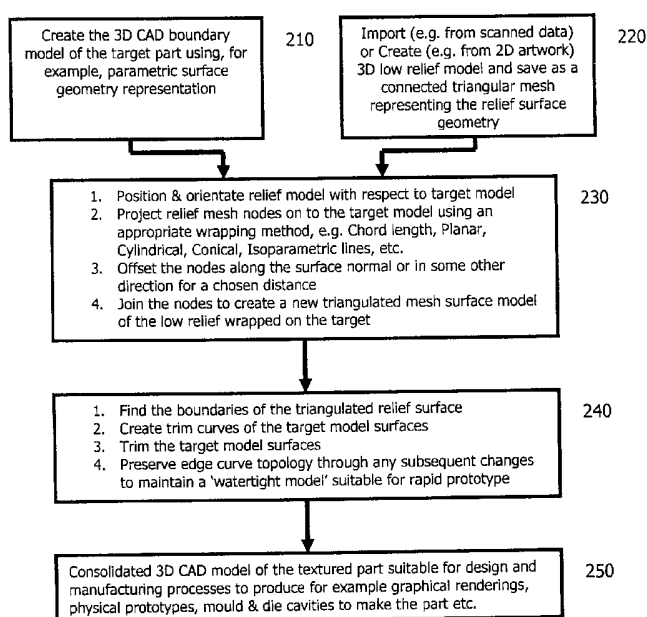 Create the 3D CAD boundary
model of the target part using, for
example, parametric surface
geometry representation
210
Import (e.g. from scanned data)
or Create (e.g. from 2D artwork)
3D low relief model and save as a
connected triangular mesh
representing the relief surface
geometry
220
1. Position & orientate relief model with respect to target model
2. Project relief mesh nodes on to the target model using an
appropriate wrapping method, e.g. Chord length, Planar,
Cylindrical, Conical, Isoparametric lines, etc.
3. Offset the nodes along the surface normal or in some other
direction for a chosen distance
4. Join the nodes to create a new triangulated mesh surface model
of the low relief wrapped on the target
230
1. Find the boundaries of the triangulated relief surface
2. Create trim curves of the target model surfaces
3. Trim the target model surfaces
4. Preserve edge curve topology through any subsequent changes
to maintain a 'watertight model' suitable for rapid prototype
240
Consolidated 3D CAD model of the textured part suitable for design and
manufacturing processes to produce for example graphical renderings,
physical prototypes, mould & die cavities to make the part etc.
250